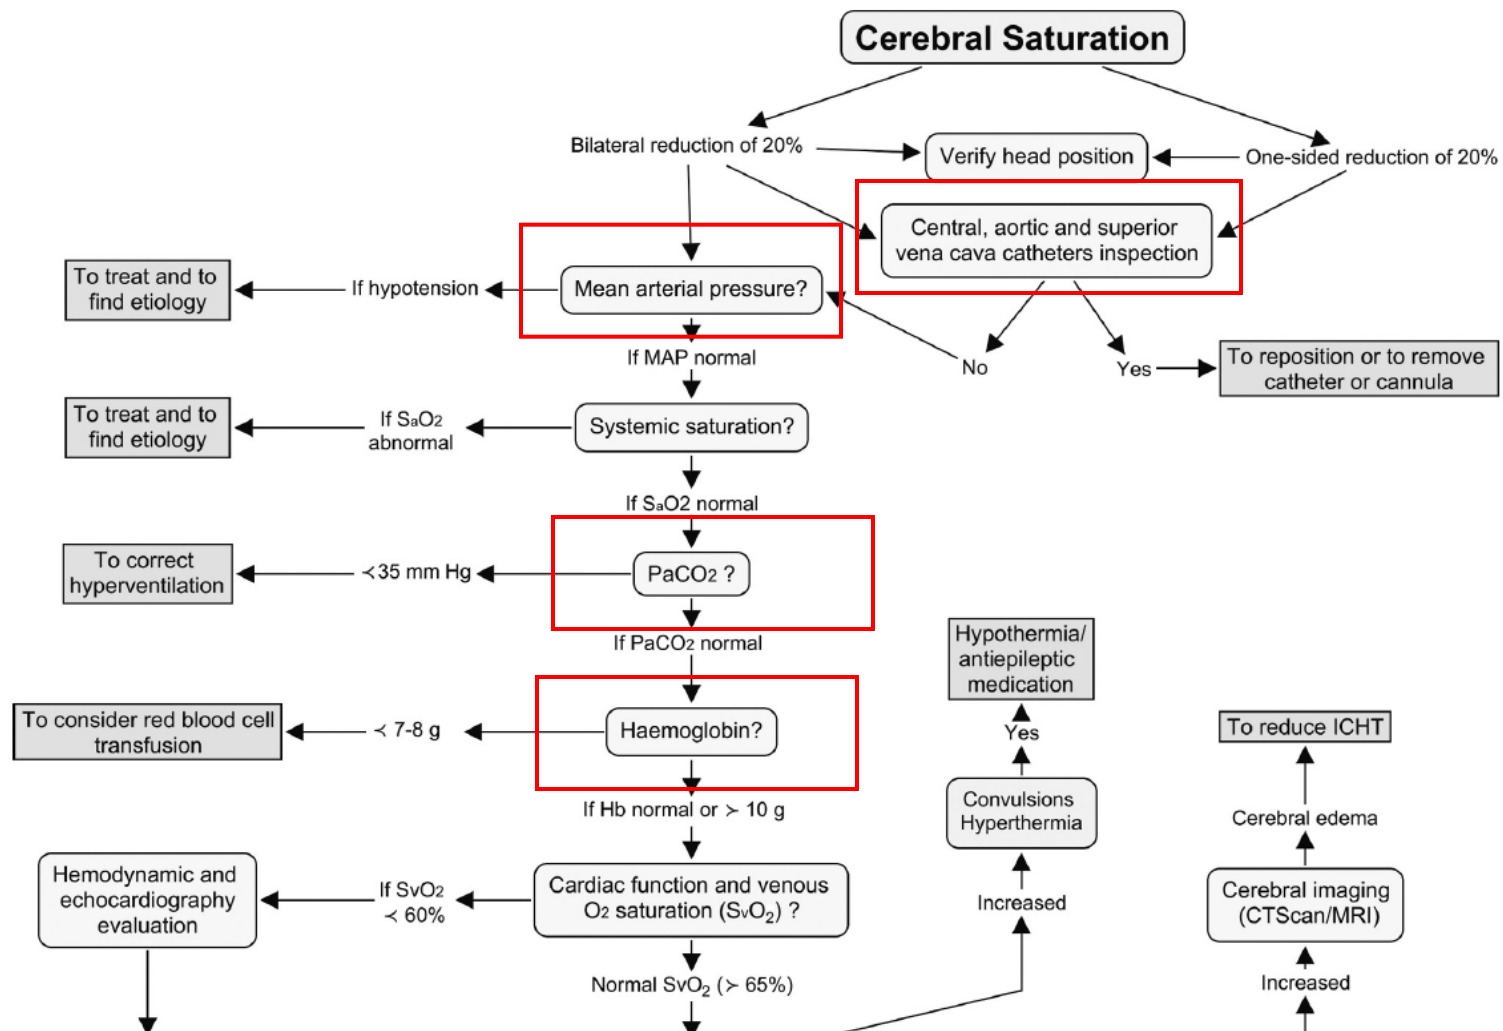 Cerebral Saturation
Bilateral reduction of 20%
Verify head position
One-sided reduction of 20%
Central, aortic and superior
vena cava catheters inspection
To treat and to
find etiology
If hypotension
Mean arterial pressure?
If MAP normal
No
Yes
To reposition or to remove
catheter or cannula
To treat and to
find etiology
If SaO2
abnormal
Systemic saturation?
If SaO2 normal
To correct
hyperventilation
<35 mm Hg
PaCO2 ?
If PaCO2 normal
Hypothermia/
antiepileptic
medication
To consider red blood cell
transfusion
< 7-8 g
Haemoglobin?
Yes
To reduce ICHT
If Hb normal or > 10 g
Convulsions
Hyperthermia
Cerebral edema
Hemodynamic and
echocardiography
evaluation
If SvO2
< 60%
Cardiac function and venous
O2 saturation (SvO2) ?
Increased
Cerebral imaging
(CTScan/MRI)
Normal SvO2 (> 65%)
Increased